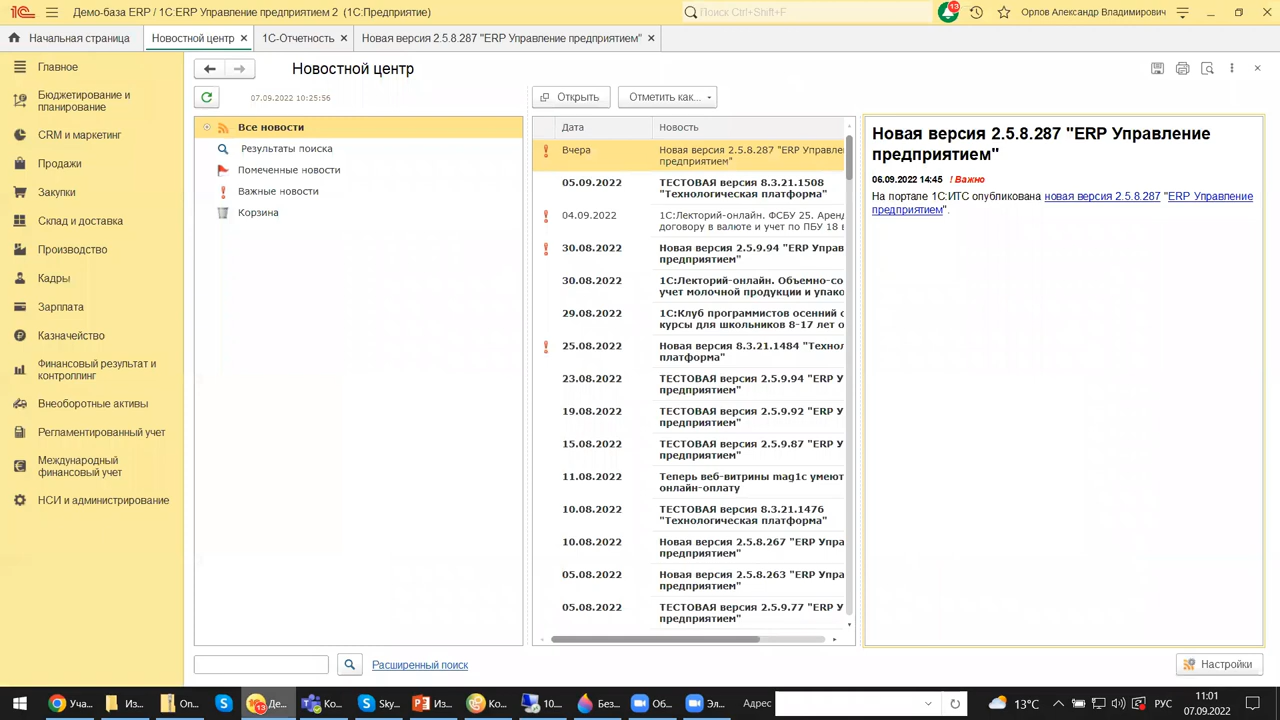 Демо-база ERP / 1С:ERP Управление предприятием 2 (1С:Предприятие)
Поиск Ctrl+Shift+F
13
Орлов Александр Владимирович
Начальная страница
Новостной центр
1С-Отчетность
Новая версия 2.5.8.287 "ERP Управление предприятием"
Главное
Бюджетирование и
планирование
CRM и маркетинг
Продажи
Закупки
Склад и доставка
Производство
Кадры
Зарплата
Казначейство
Финансовый результат и
контроллинг
Внеоборотные активы
Регламентированный учет
Международный
финансовый учет
НСИ и администрирование
Новостной центр
07.09.2022 10:25:56
Все новости
Результаты поиска
Помеченные новости
Важные новости
Корзина
Расширенный поиск
Открыть
Отметить как...
Дата Новость
Вчера Новая версия 2.5.8.287 "ERP Управле
предприятием"
05.09.2022 ТЕСТОВАЯ версия 8.3.21.1508
"Технологическая платформа"
04.09.2022 1С:Лекторий-онлайн. ФСБУ 25. Аренд
договору в валюте и учет по ПБУ 18 в
30.08.2022 Новая версия 2.5.9.94 "ERP Управ
предприятием"
30.08.2022 1С:Лекторий-онлайн. Объемно-со
учет молочной продукции и упако
29.08.2022 1С:Клуб программистов осенний с
курсы для школьников 8-17 лет о
25.08.2022 Новая версия 8.3.21.1484 "Технол
платформа"
23.08.2022 ТЕСТОВАЯ версия 2.5.9.94 "ERP У
предприятием"
19.08.2022 ТЕСТОВАЯ версия 2.5.9.92 "ERP У
предприятием"
15.08.2022 ТЕСТОВАЯ версия 2.5.9.87 "ERP У
предприятием"
11.08.2022 Теперь веб-витрины mag1c умеют
онлайн-оплату
10.08.2022 ТЕСТОВАЯ версия 8.3.21.1476
"Технологическая платформа"
10.08.2022 Новая версия 2.5.8.267 "ERP Упра
предприятием"
05.08.2022 Новая версия 2.5.8.263 "ERP Упра
предприятием"
05.08.2022 ТЕСТОВАЯ версия 2.5.9.77 "ERP У
предприятием"
Новая версия 2.5.8.287 "ERP Управление
предприятием"
06.09.2022 14:45 ! Важно
На портале 1С:ИТС опубликована новая версия 2.5.8.287 "ERP Управление
предприятием".
Настройки
Уча...
Из...
Оп...
13
Де...
Ко...
Sky...
Из...
Ко...
10...
Без...
Об...
Эл...
Адрес
13°C
РУС
11:01
07.09.2022